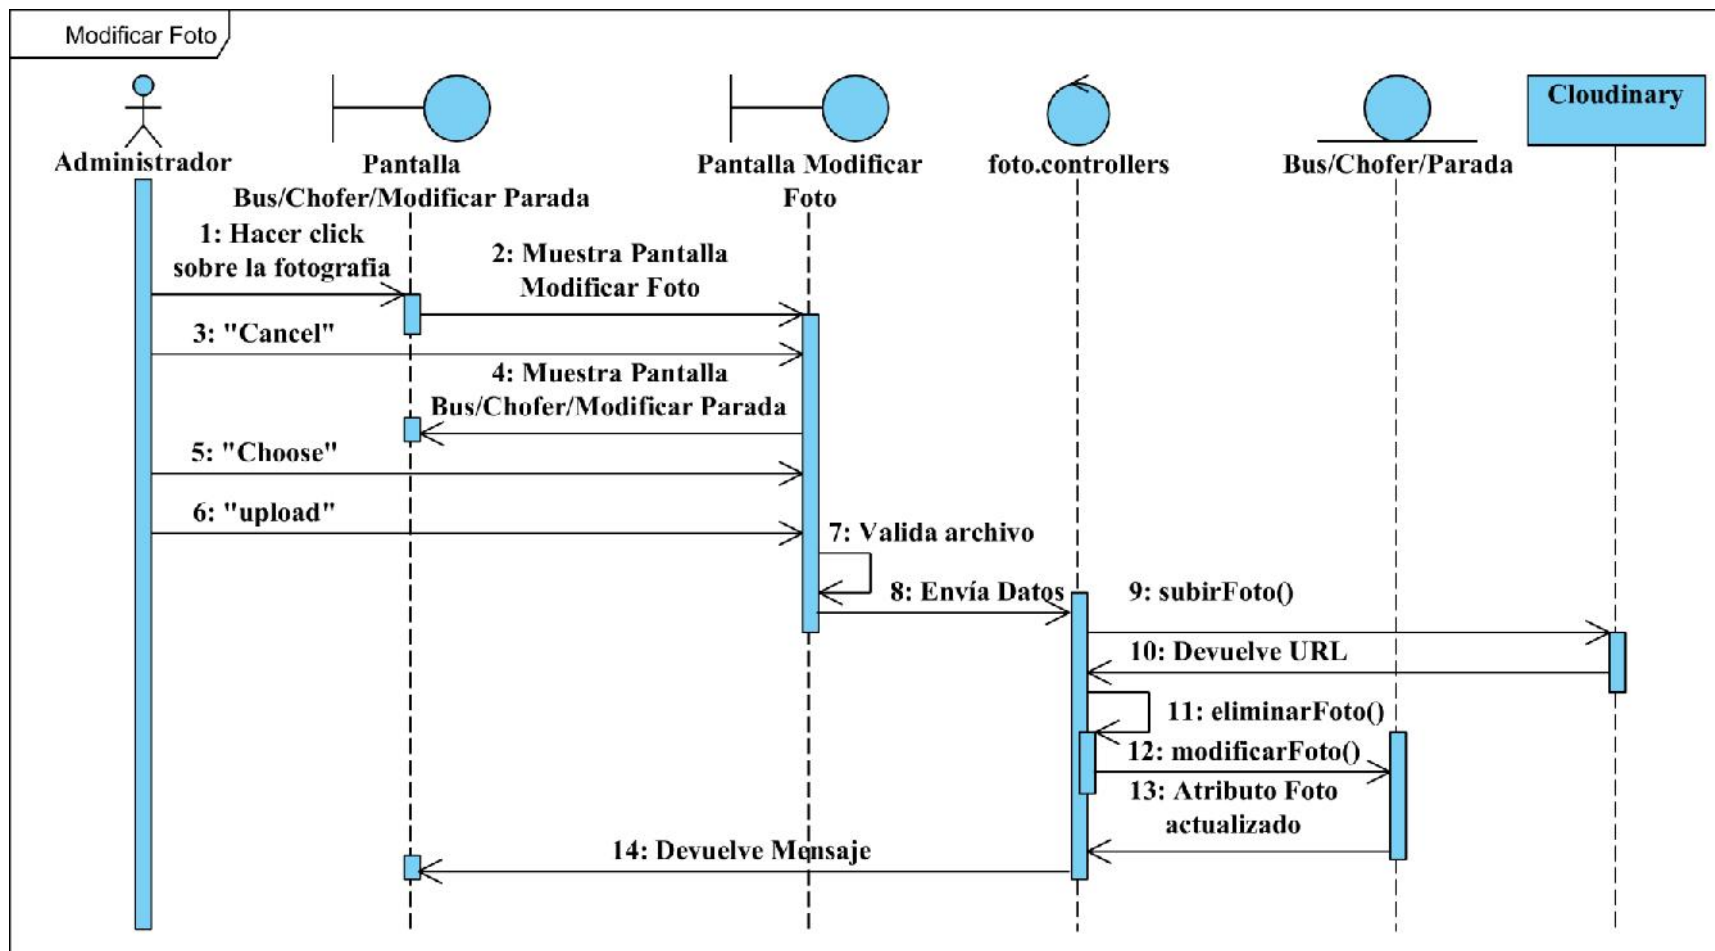 Modificar Foto
Cloudinary
Administrador
Pantalla
Bus/Chofer/Modificar Parada
Pantalla Modificar
Foto
foto.controllers
Bus/Chofer/Parada
1: Hacer click
sobre la fotografia
2: Muestra Pantalla
Modificar Foto
3: "Cancel"
4: Muestra Pantalla
Bus/Chofer/Modificar Parada
5: "Choose"
6: "upload"
7: Valida archivo
8: Envía Datos
9: subirFoto()
10: Devuelve URL
11: eliminarFoto()
12: modificarFoto()
13: Atributo Foto
actualizado
14: Devuelve Mensaje